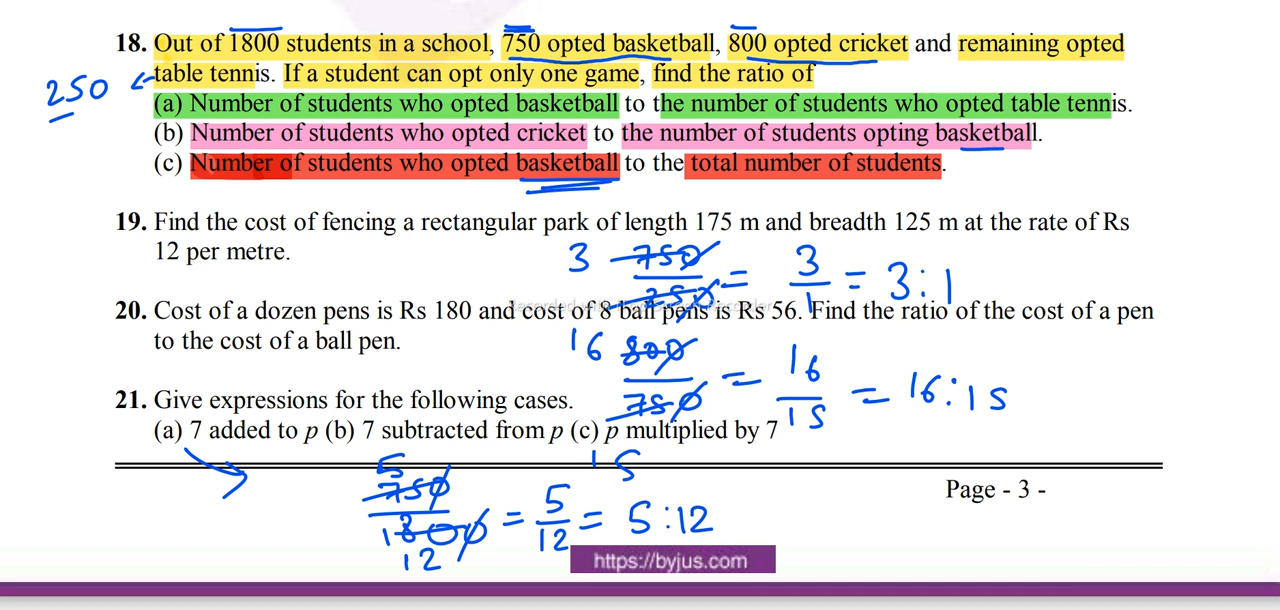 18. Out of 1800 students in a school, 750 opted basketball, 800 opted cricket and remaining opted
table tennis. If a student can opt only one game, find the ratio of
250
(a) Number of students who opted basketball to the number of students who opted table tennis.
(b) Number of students who opted cricket to the number of students opting basketball.
(c) Number of students who opted basketball to the total number of students.
19. Find the cost of fencing a rectangular park of length 175 m and breadth 125 m at the rate of Rs
12 per metre.
3 750/250 = 3/1 = 3:1
20. Cost of a dozen pens is Rs 180 and cost of 8 ball pens is Rs 56. Find the ratio of the cost of a pen
to the cost of a ball pen.
16 800/750 = 16/15 = 16:15
15
21. Give expressions for the following cases.
(a) 7 added to p (b) 7 subtracted from p (c) p multiplied by 7
5
750/1800 = 5/12 = 5:12
12
Page - 3 -
https://byjus.com